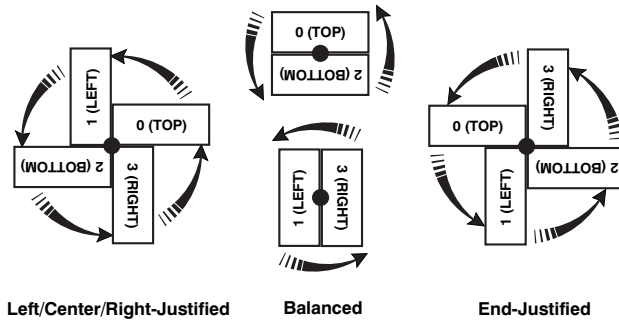 1 (LEFT)
0 (TOP)
2 (BOTTOM)
3 (RIGHT)
0 (TOP)
2 (BOTTOM)
1 (LEFT)
3 (RIGHT)
3 (RIGHT)
0 (TOP)
2 (BOTTOM)
1 (LEFT)
Left/Center/Right-Justified
Balanced
End-Justified